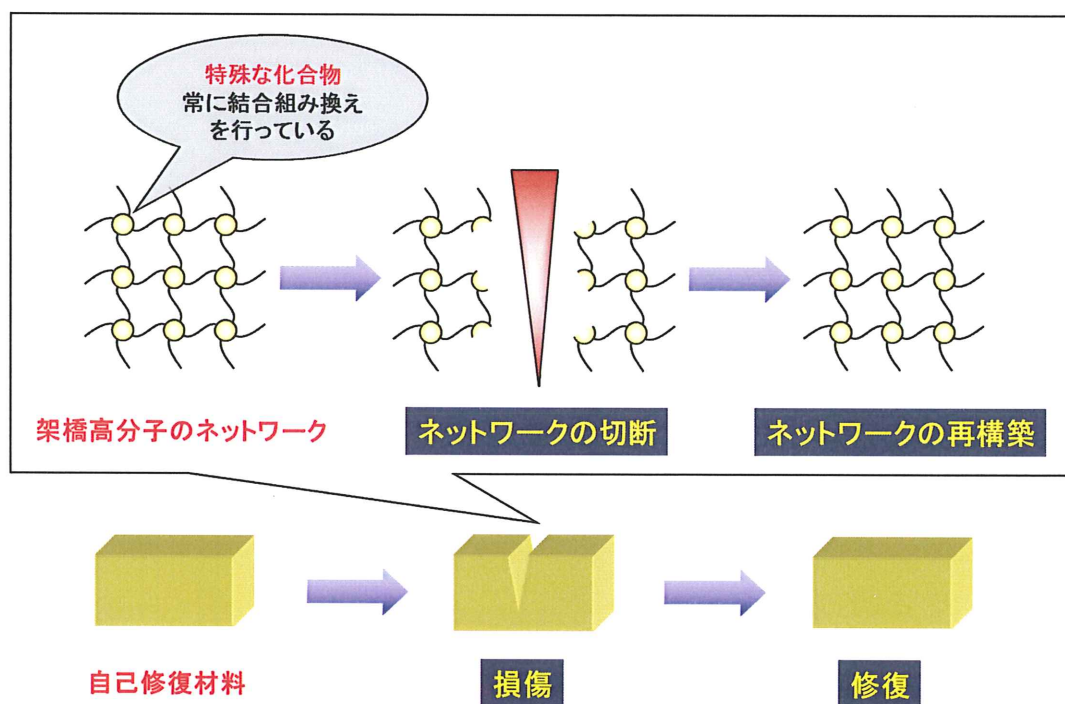 特殊な化合物
常に結合組み換え
を行っている
架橋高分子のネットワーク
ネットワークの切断
ネットワークの再構築
自己修復材料
損傷
修復